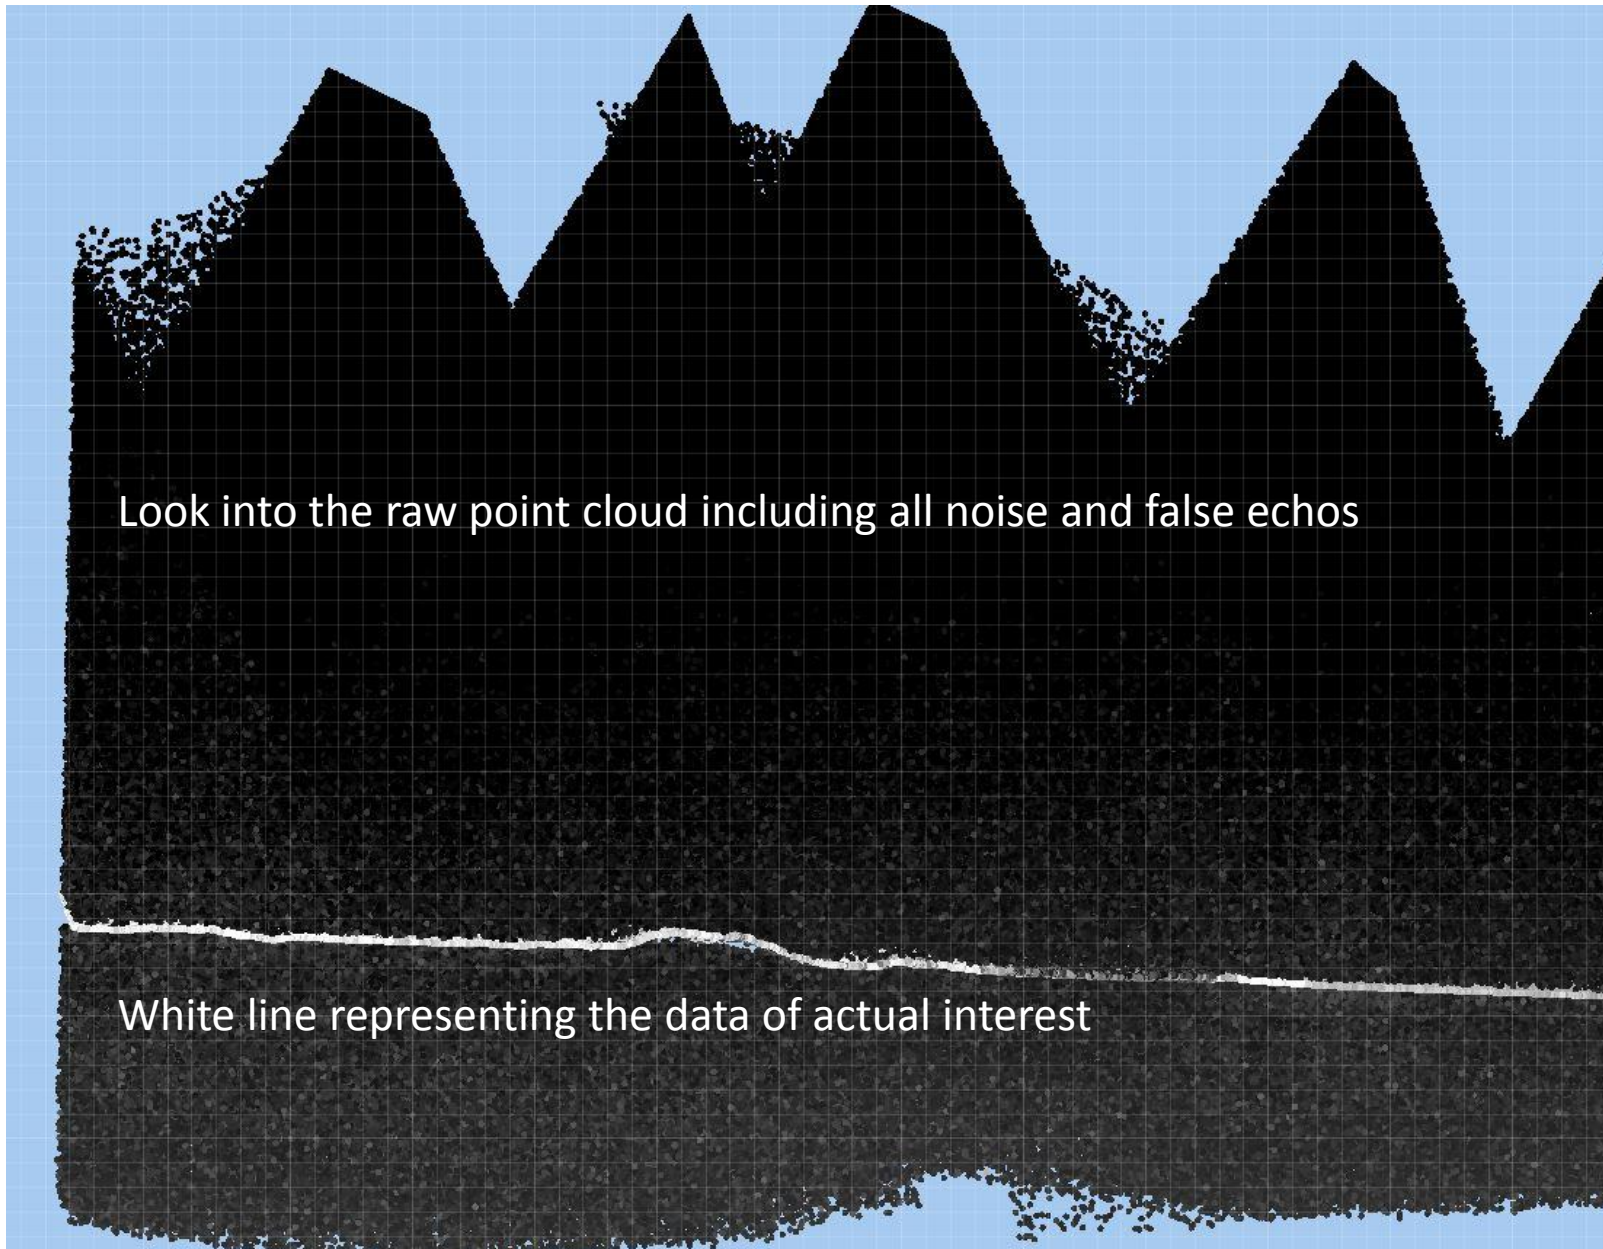 Look into the raw point cloud including all noise and false echos
White line representing the data of actual interest